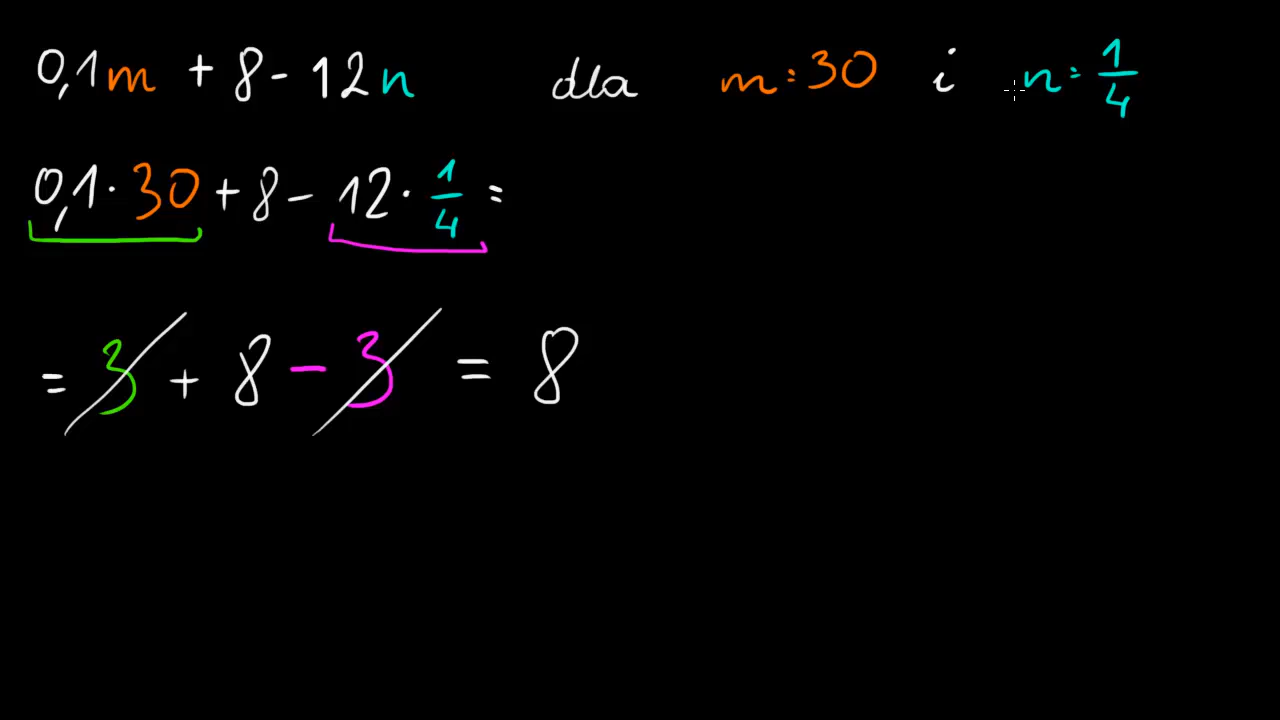 0,1m + 8 - 12n dla m = 30 i n = 1/4
0,1 · 30 + 8 - 12 · 1/4 =
= 3 + 8 - 3 = 8